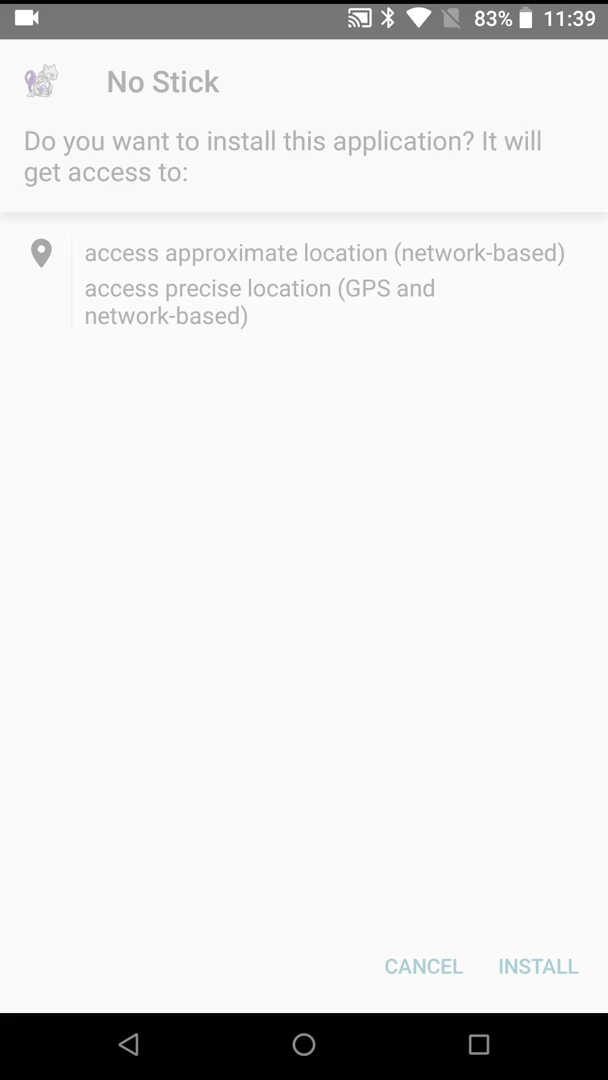 83% 11:39
No Stick
Do you want to install this application? It will
get access to:
access approximate location (network-based)
access precise location (GPS and
network-based)
CANCEL INSTALL